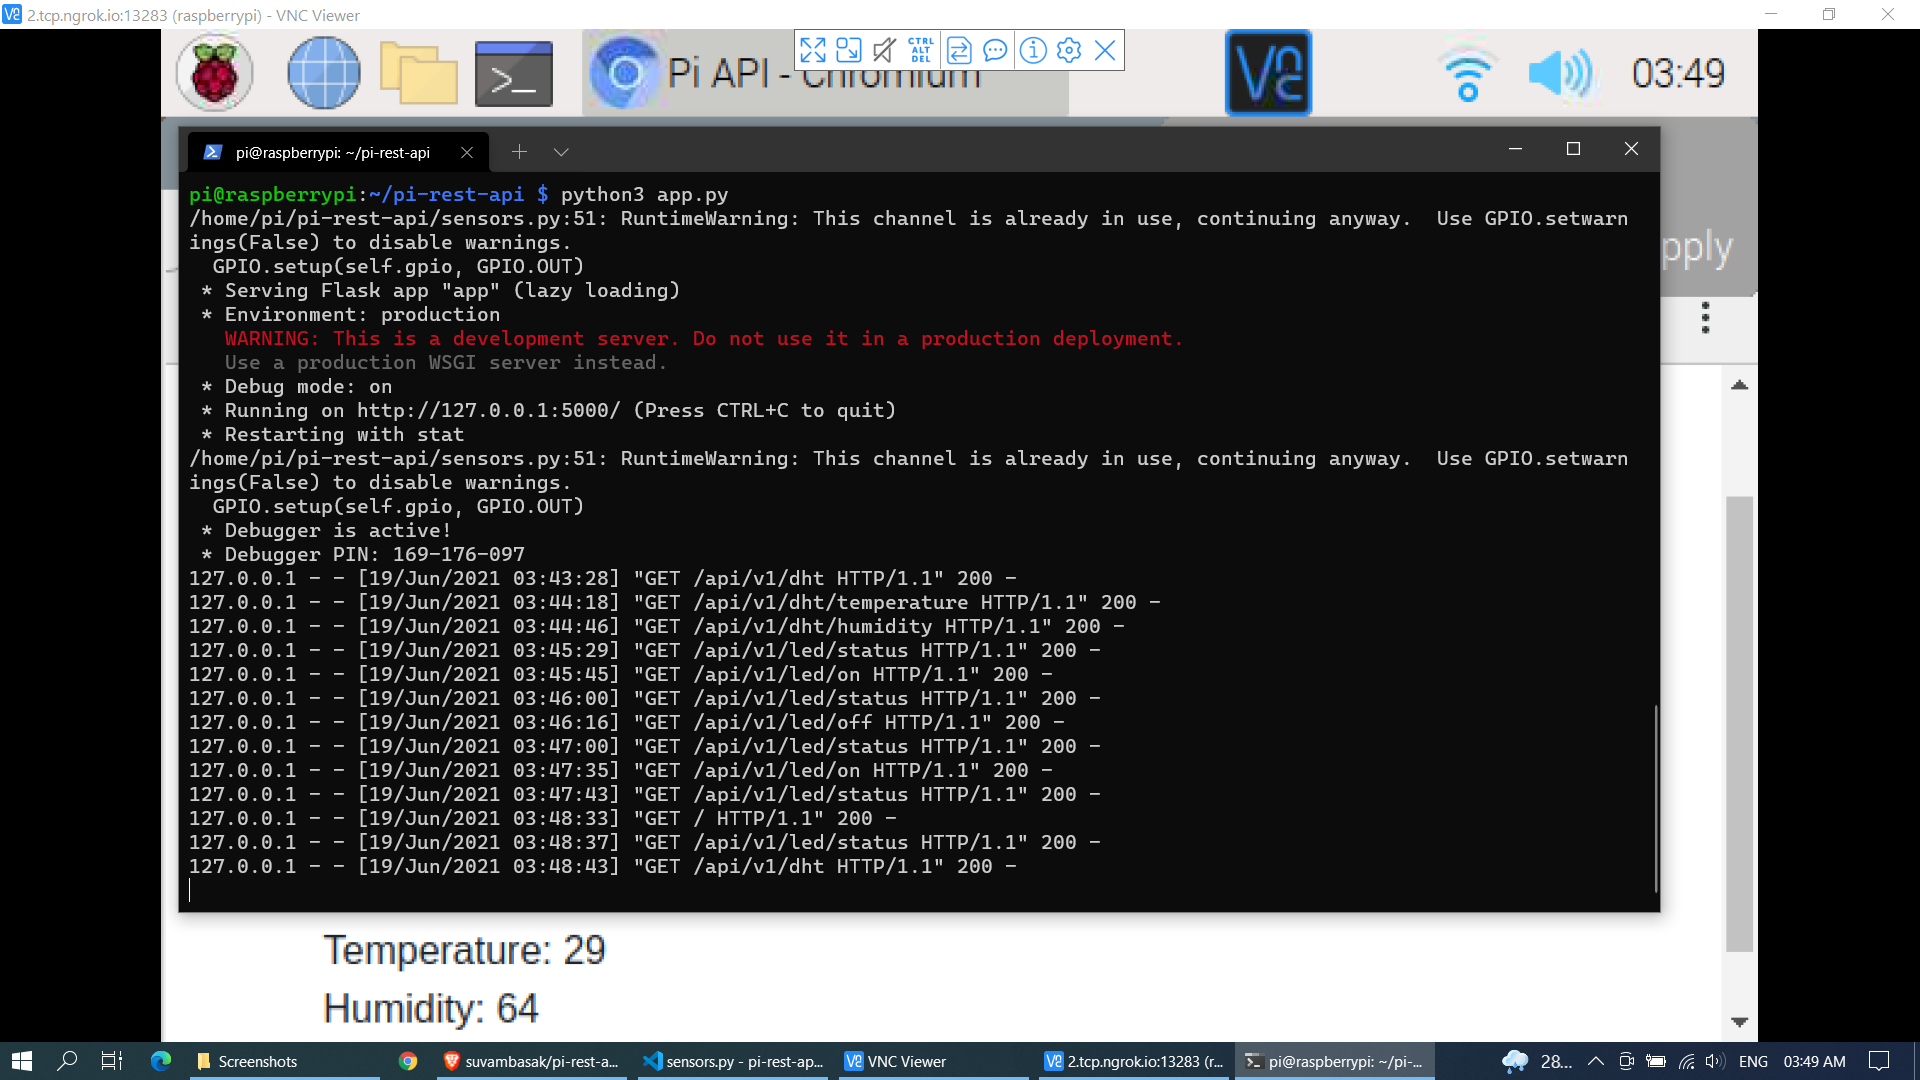 2.tcp.ngrok.io:13283 (raspberrypi) - VNC Viewer
Pi API - Chromium
CTRL
ALT
DEL
03:49
pi@raspberrypi: ~/pi-rest-api
pi@raspberrypi:~/pi-rest-api $ python3 app.py
/home/pi/pi-rest-api/sensors.py:51: RuntimeWarning: This channel is already in use, continuing anyway.  Use GPIO.setwarn
ings(False) to disable warnings.
  GPIO.setup(self.gpio, GPIO.OUT)
 * Serving Flask app "app" (lazy loading)
 * Environment: production
   WARNING: This is a development server. Do not use it in a production deployment.
   Use a production WSGI server instead.
 * Debug mode: on
 * Running on http://127.0.0.1:5000/ (Press CTRL+C to quit)
 * Restarting with stat
/home/pi/pi-rest-api/sensors.py:51: RuntimeWarning: This channel is already in use, continuing anyway.  Use GPIO.setwarn
ings(False) to disable warnings.
  GPIO.setup(self.gpio, GPIO.OUT)
 * Debugger is active!
 * Debugger PIN: 169-176-097
127.0.0.1 - - [19/Jun/2021 03:43:28] "GET /api/v1/dht HTTP/1.1" 200 -
127.0.0.1 - - [19/Jun/2021 03:44:18] "GET /api/v1/dht/temperature HTTP/1.1" 200 -
127.0.0.1 - - [19/Jun/2021 03:44:46] "GET /api/v1/dht/humidity HTTP/1.1" 200 -
127.0.0.1 - - [19/Jun/2021 03:45:29] "GET /api/v1/led/status HTTP/1.1" 200 -
127.0.0.1 - - [19/Jun/2021 03:45:45] "GET /api/v1/led/on HTTP/1.1" 200 -
127.0.0.1 - - [19/Jun/2021 03:46:00] "GET /api/v1/led/status HTTP/1.1" 200 -
127.0.0.1 - - [19/Jun/2021 03:46:16] "GET /api/v1/led/off HTTP/1.1" 200 -
127.0.0.1 - - [19/Jun/2021 03:47:00] "GET /api/v1/led/status HTTP/1.1" 200 -
127.0.0.1 - - [19/Jun/2021 03:47:35] "GET /api/v1/led/on HTTP/1.1" 200 -
127.0.0.1 - - [19/Jun/2021 03:47:43] "GET /api/v1/led/status HTTP/1.1" 200 -
127.0.0.1 - - [19/Jun/2021 03:48:33] "GET / HTTP/1.1" 200 -
127.0.0.1 - - [19/Jun/2021 03:48:37] "GET /api/v1/led/status HTTP/1.1" 200 -
127.0.0.1 - - [19/Jun/2021 03:48:43] "GET /api/v1/dht HTTP/1.1" 200 -
pply
Temperature: 29
Humidity: 64
Screenshots
suvambasak/pi-rest-a...
sensors.py - pi-rest-ap...
VNC Viewer
2.tcp.ngrok.io:13283 (r...
pi@raspberrypi: ~/pi-...
28...
ENG
03:49 AM